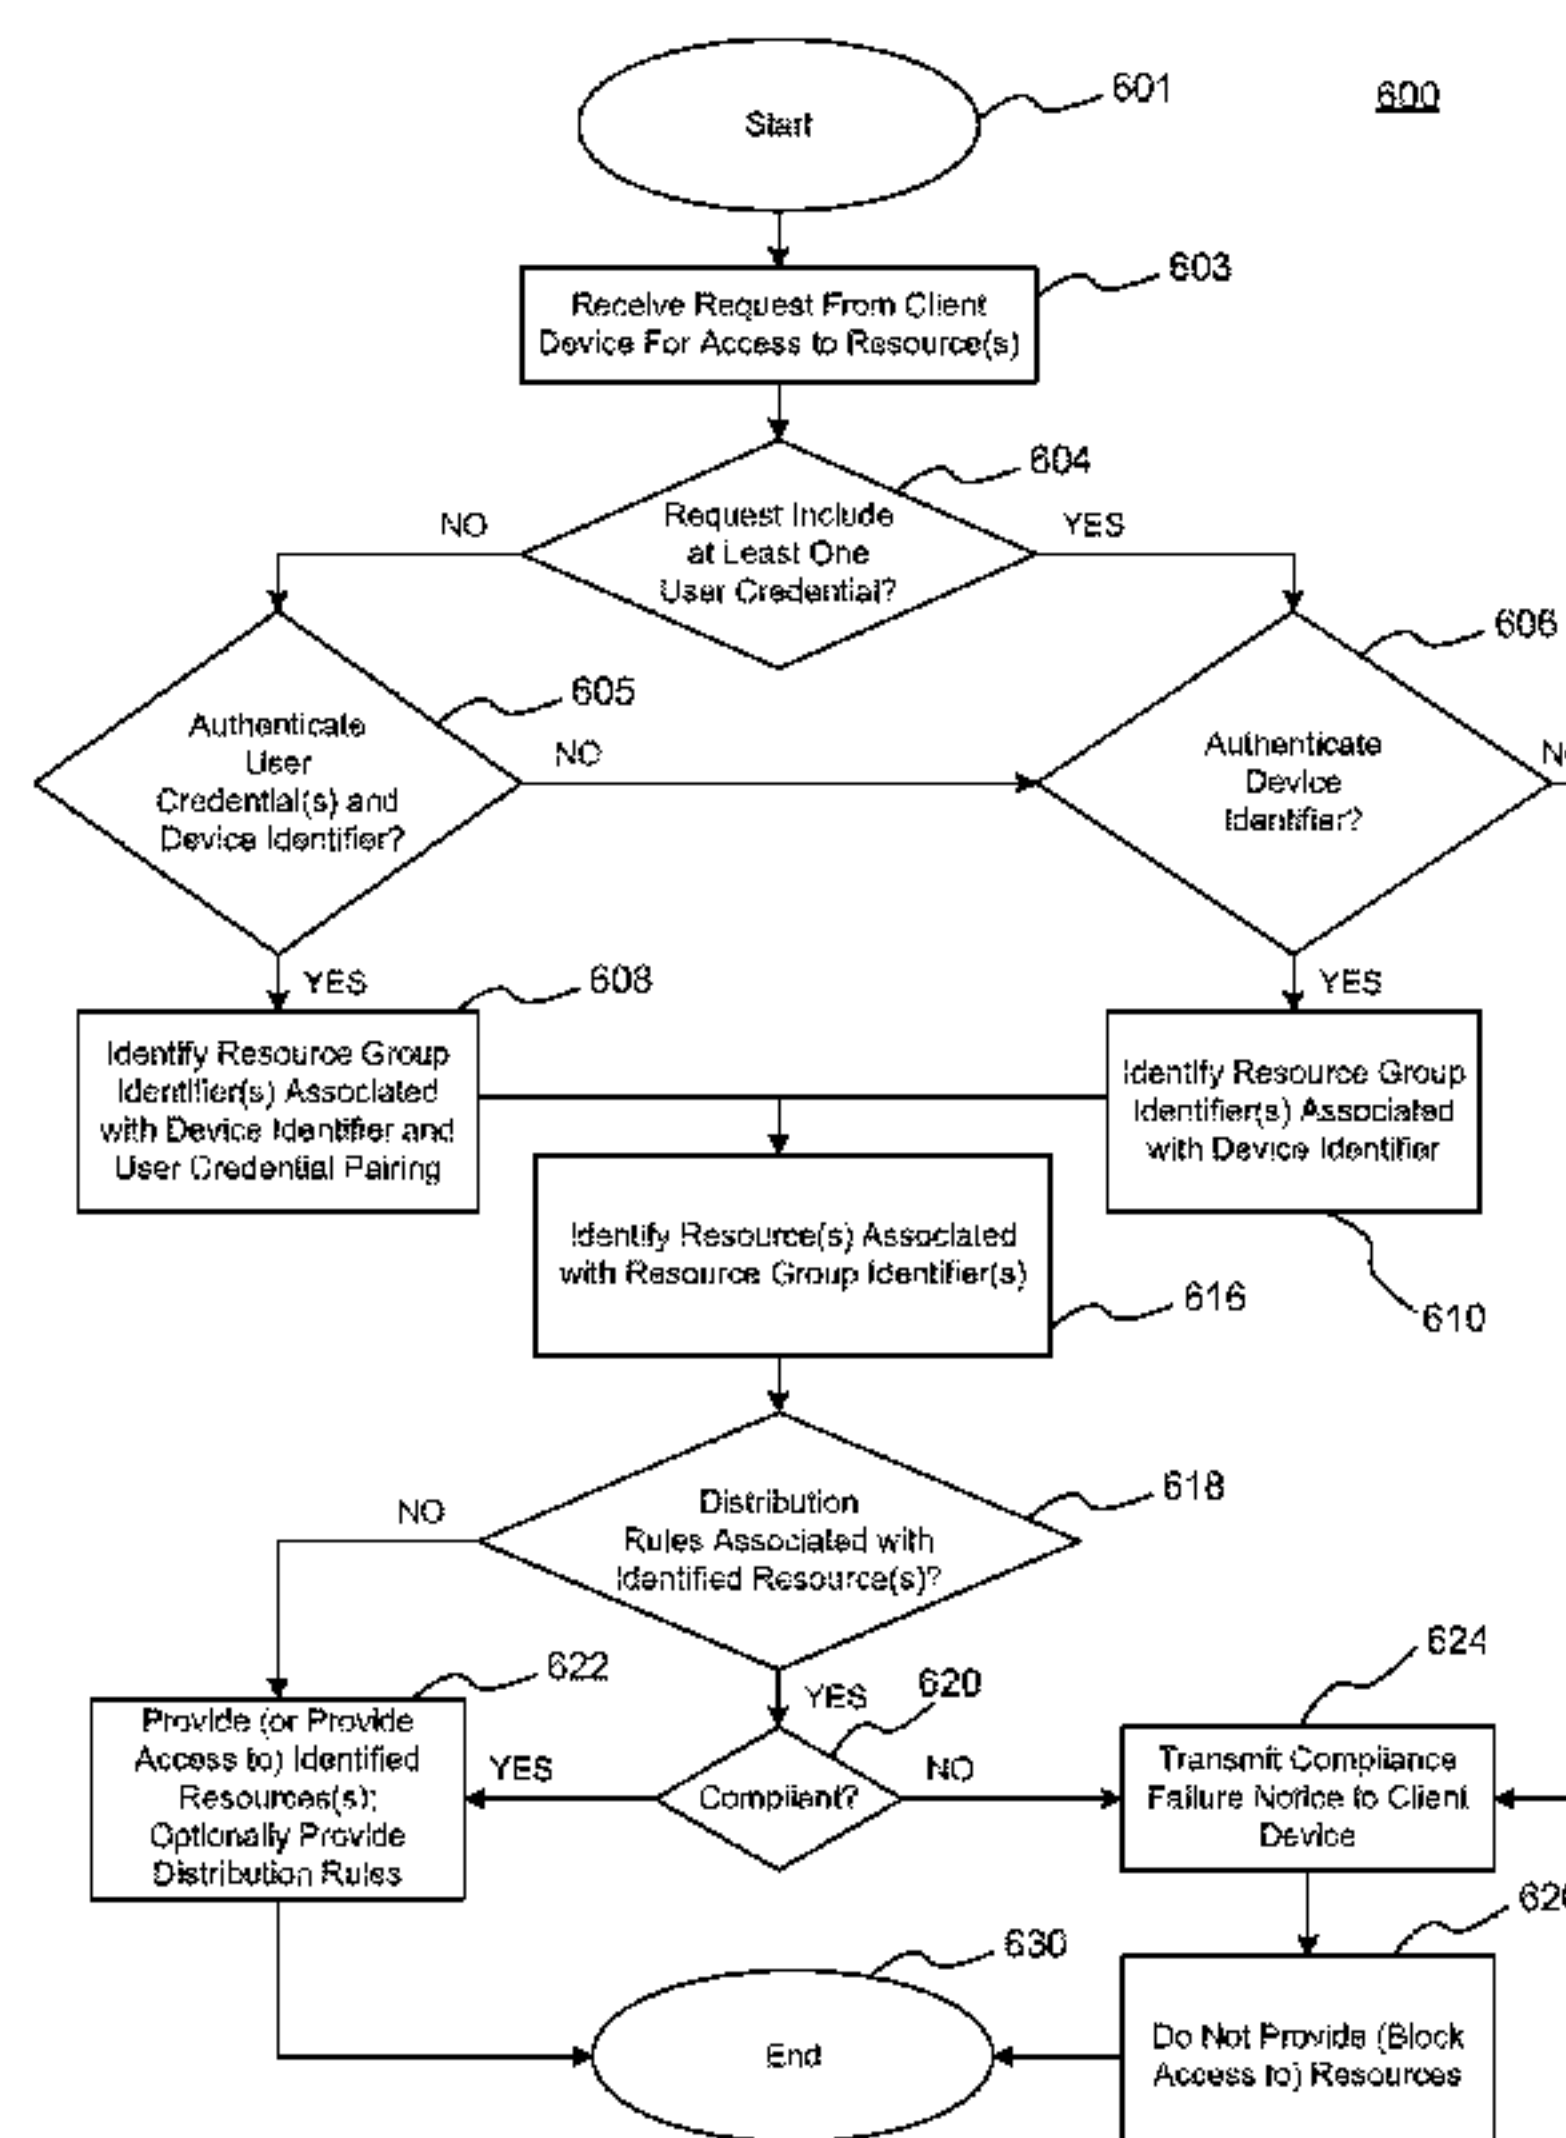 600
Start
601
Receive Request From Client
Device For Access to Resource(s)
603
Request Include
at Least One
User Credential?
604
NO
YES
Authenticate
User
Credential(s) and
Device Identifier?
605
NO
Authenticate
Device
Identifier?
606
YES
YES
Identify Resource Group
Identifier(s) Associated
with Device Identifier and
User Credential Pairing
608
Identify Resource Group
Identifier(s) Associated
with Device Identifier
610
Identify Resource(s) Associated
with Resource Group Identifier(s)
616
Distribution
Rules Associated with
Identified Resource(s)?
618
NO
YES
Provide (or Provide
Access to) Identified
Resources(s);
Optionally Provide
Distribution Rules
622
YES
Compliant?
620
NO
Transmit Compliance
Failure Notice to Client
Device
624
Do Not Provide (Block
Access to) Resources
End
630